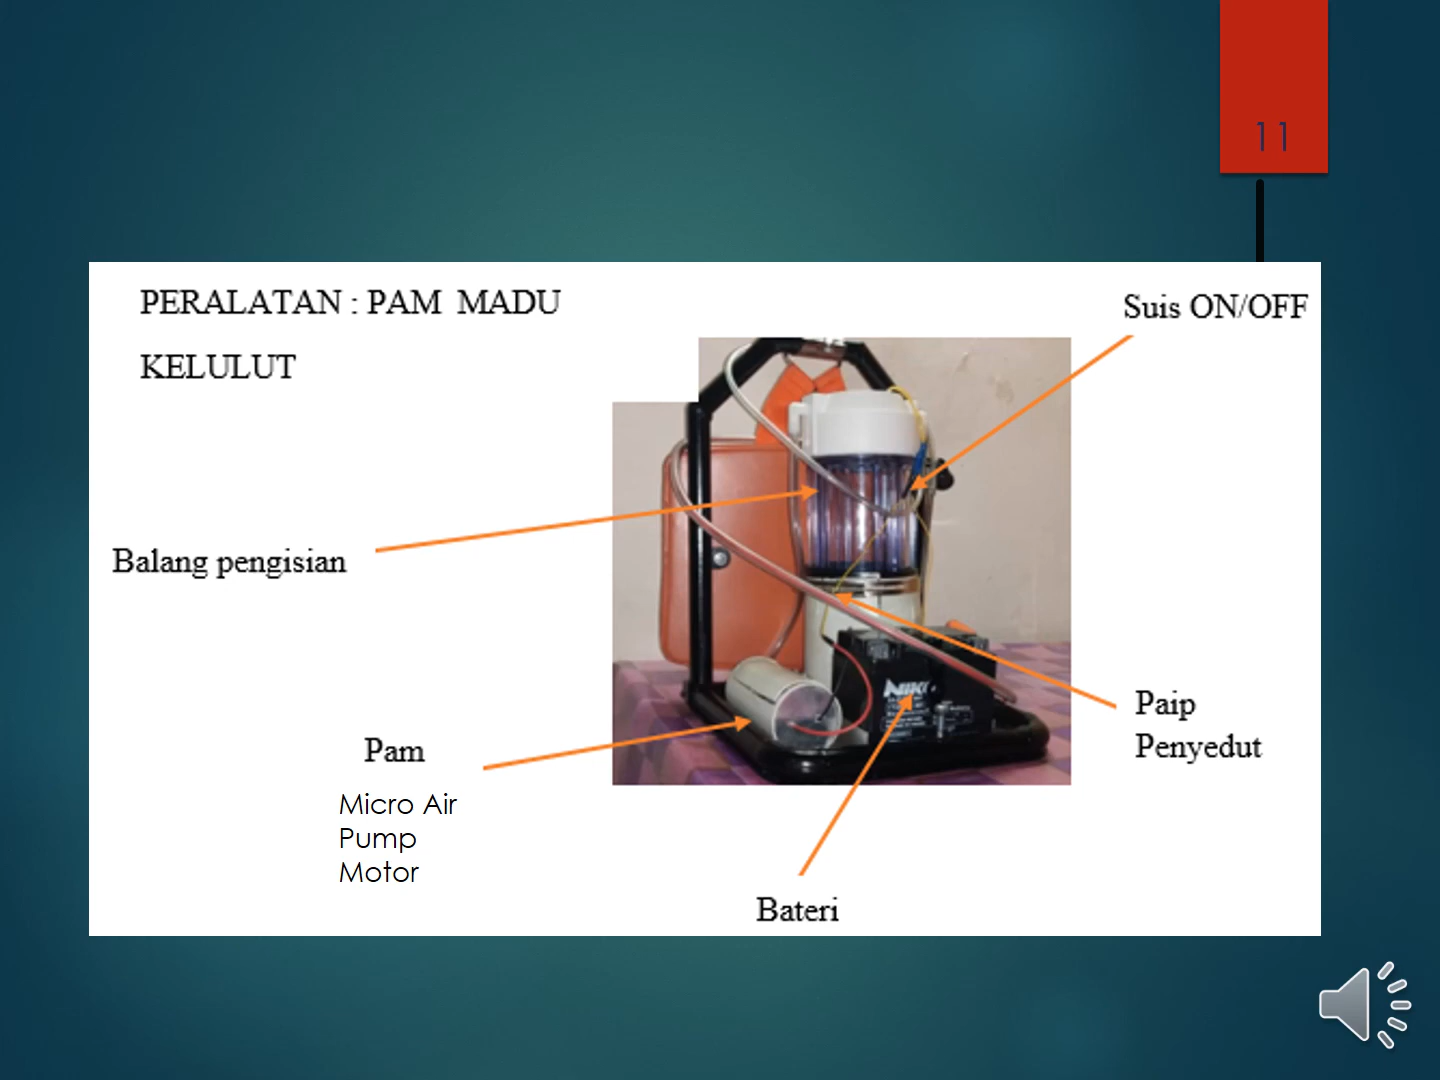 11
PERALATAN : PAM MADU
KELULUT
Suis ON/OFF
Balang pengisian
Paip
Penyedut
Pam
Micro Air
Pump
Motor
Bateri